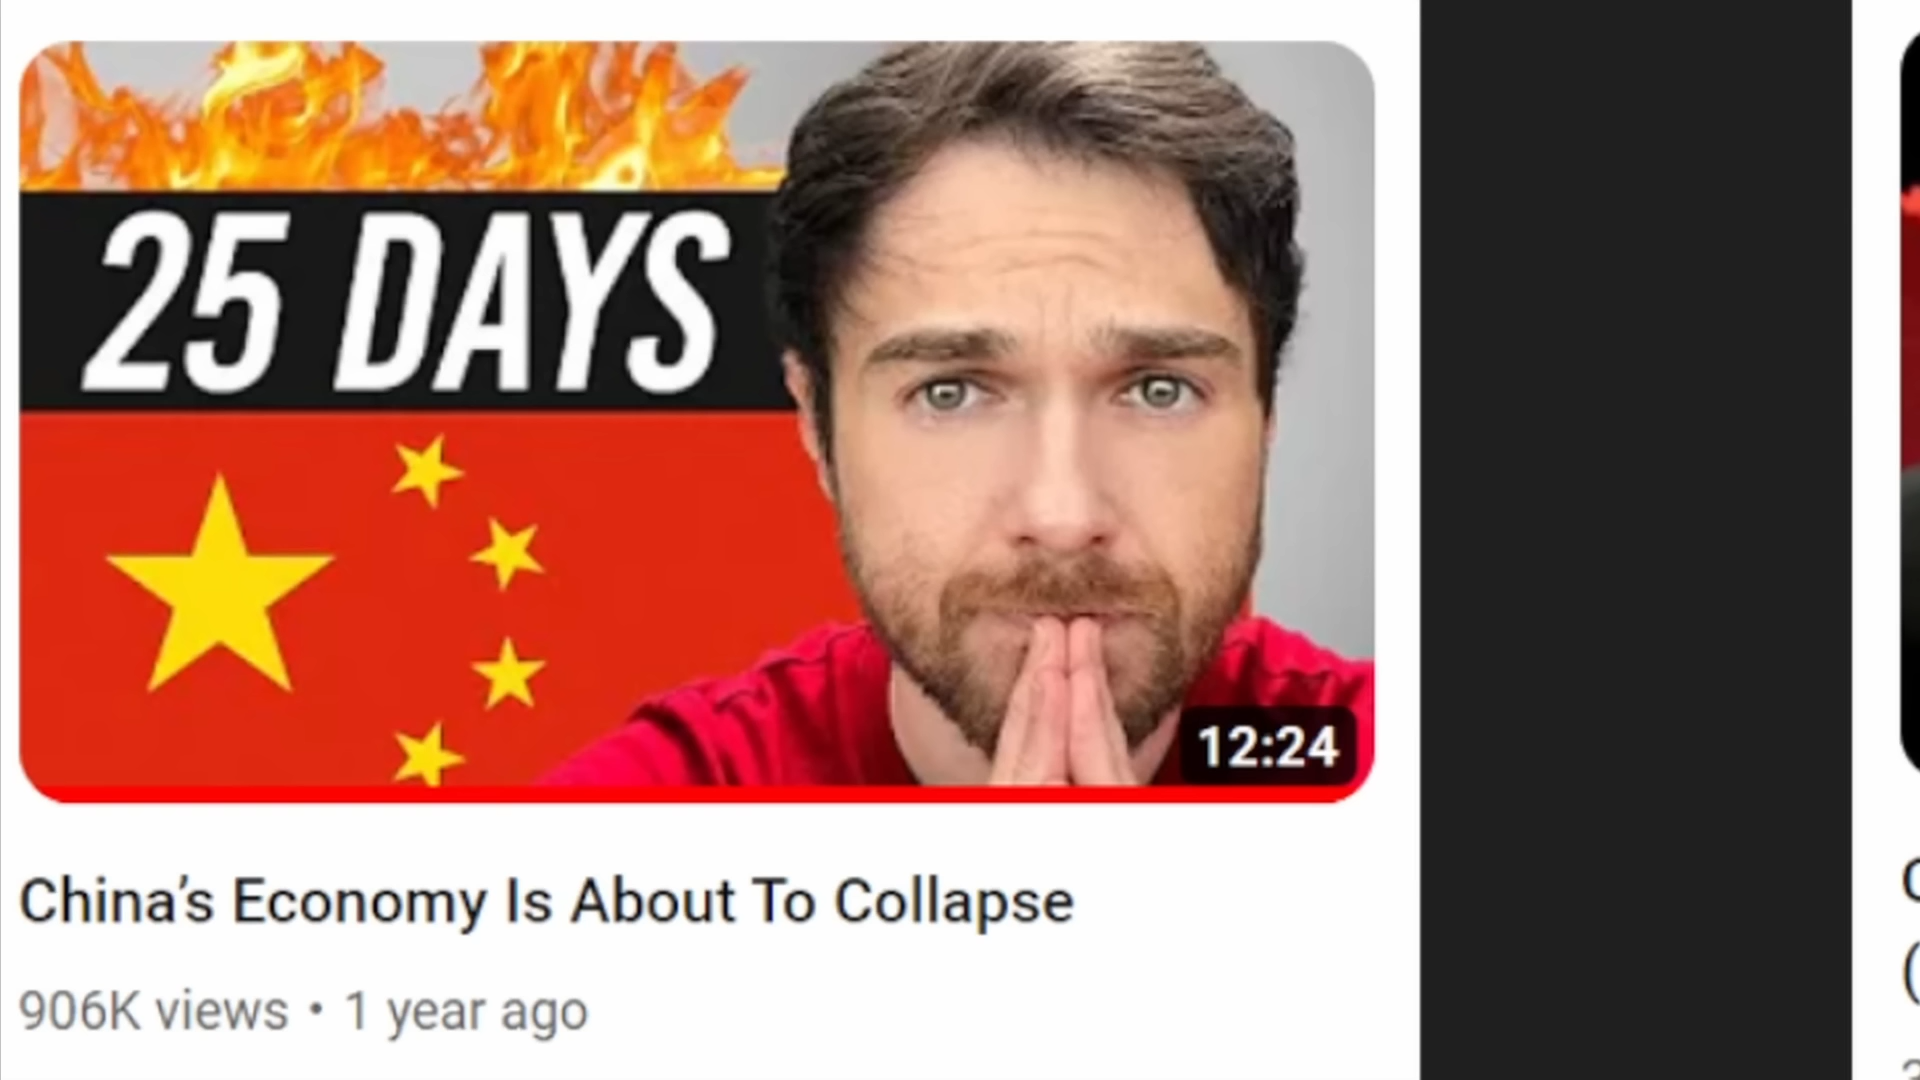 25 DAYS
12:24
China’s Economy Is About To Collapse
906K views • 1 year ago